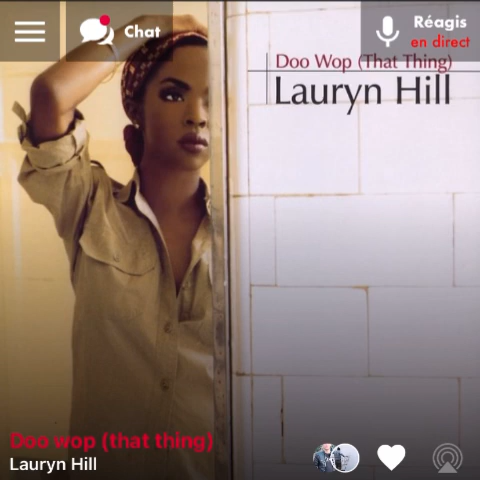 Chat
Réagis
en direct
Doo Wop (That Thing)
Lauryn Hill
Doo wop (that thing)
Lauryn Hill